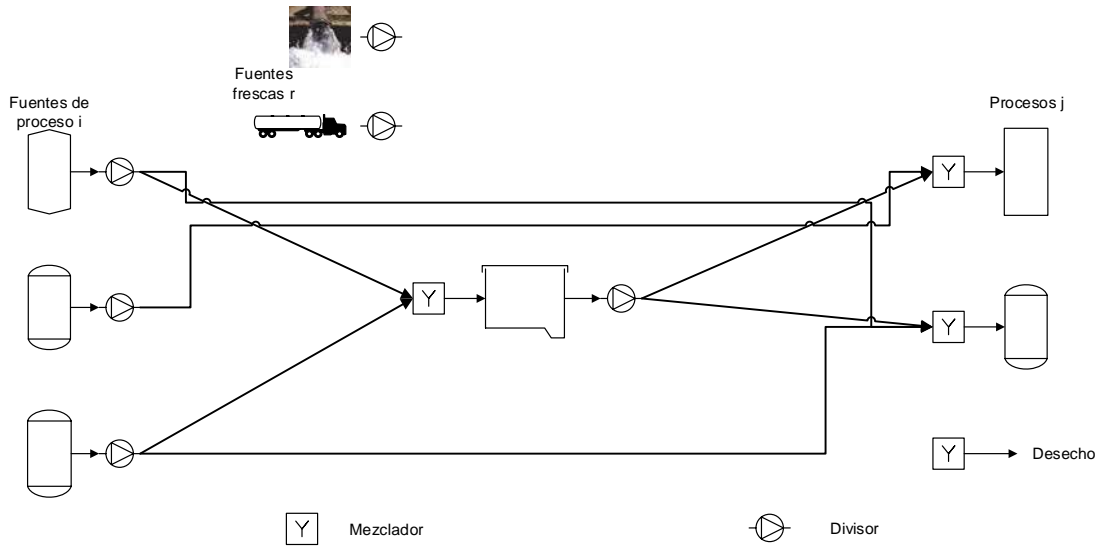 Fuentes
frescas r
Fuentes de
proceso i
Procesos j
Y
Y
Y
Y
Desecho
Y
Mezclador
Divisor